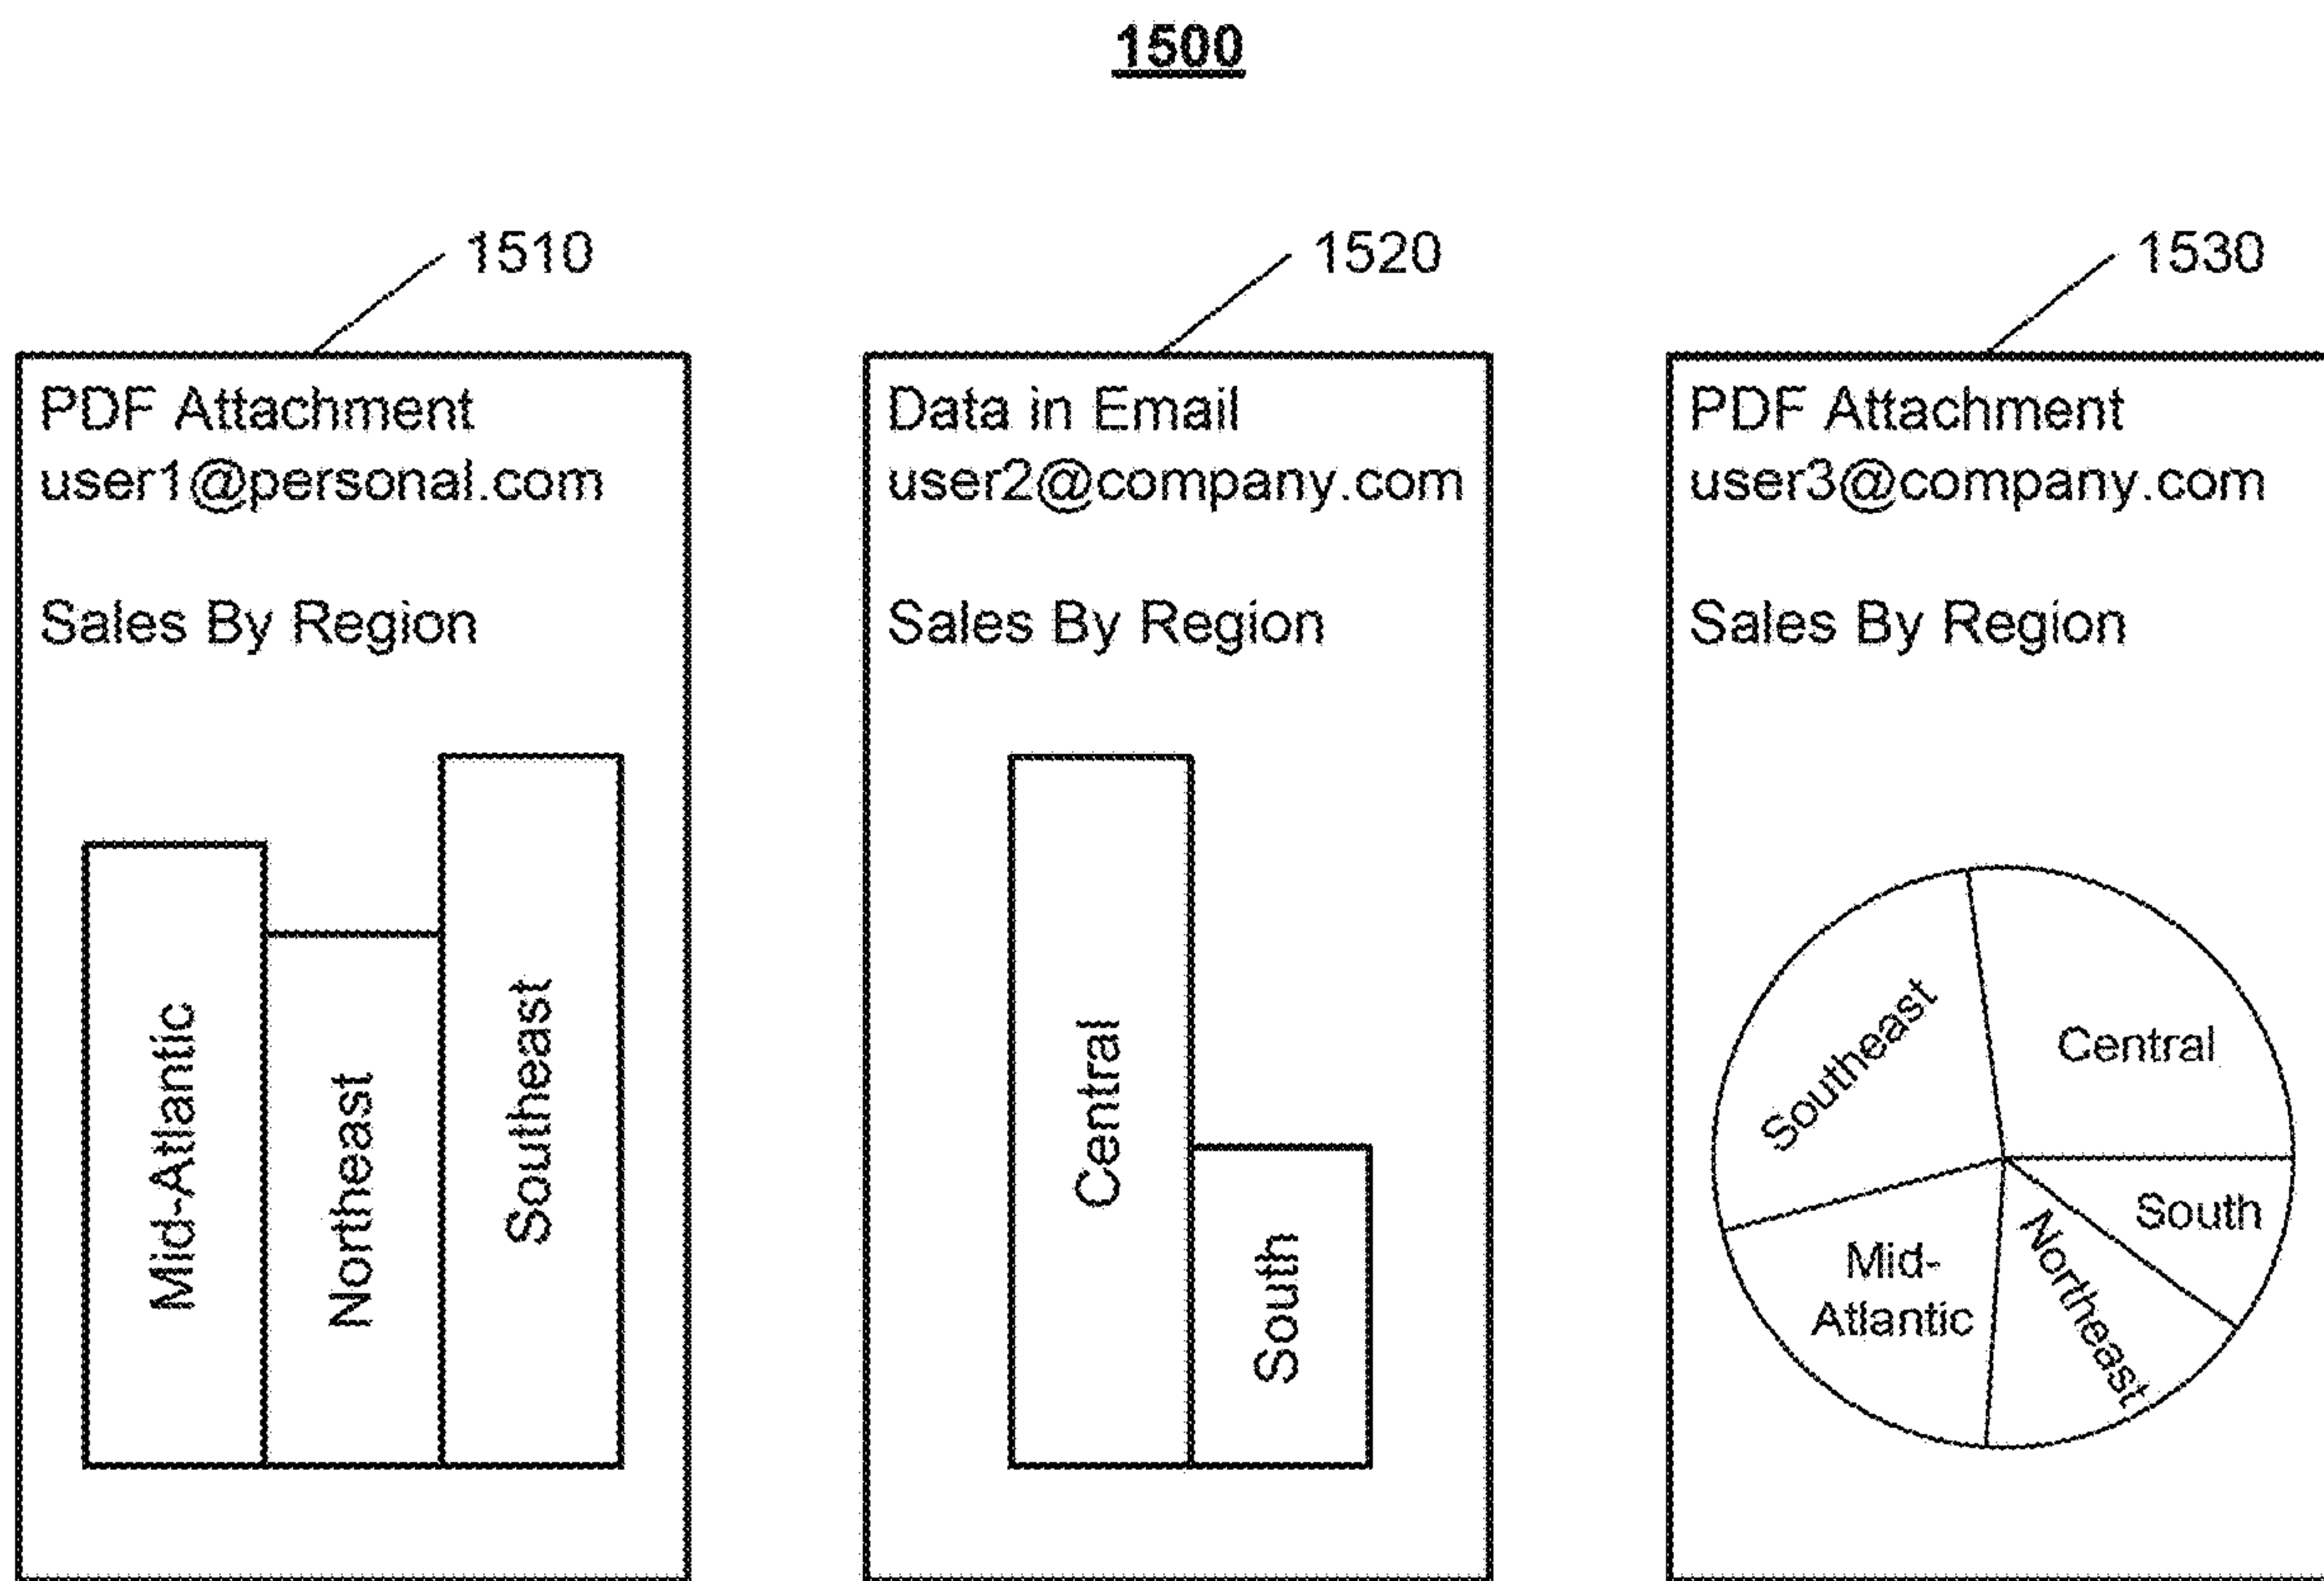 1500
1510
PDF Attachment
user1@personal.com
Sales By Region
Mid-Atlantic
Northeast
Southeast
1520
Data in Email
user2@company.com
Sales By Region
Central
South
1530
PDF Attachment
user3@company.com
Sales By Region
Southeast
Central
South
Mid-
Atlantic
Northeast